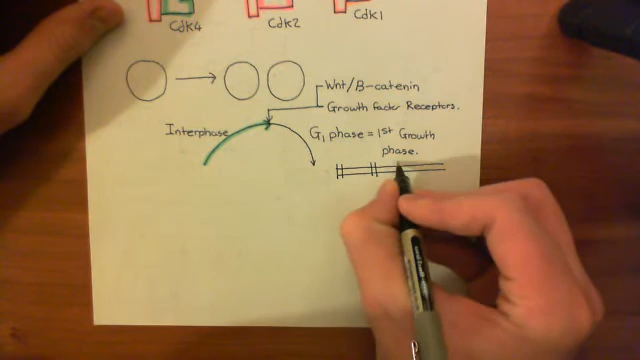 Cdk4
Cdk2
Cdk1
Wnt/B-catenin
Growth factor Receptors.
Interphase
G1 phase = 1st Growth
phase.